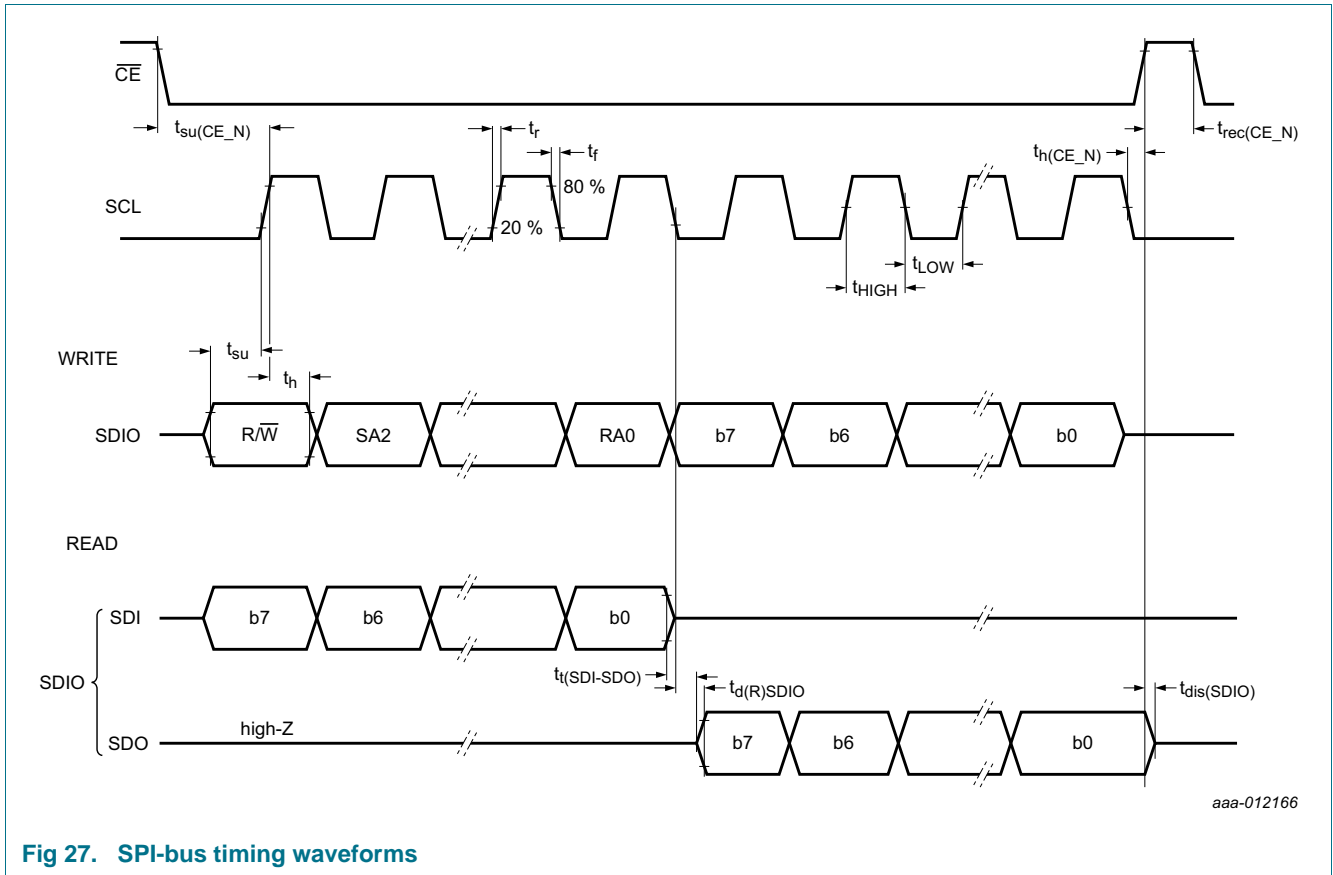 CE
tsu(CE_N)
tr
tf
th(CE_N)
trec(CE_N)
80 %
SCL
20 %
tLOW
tHIGH
WRITE
tsu
th
SDIO
R/W
SA2
RA0
b7
b6
b0
READ
SDI
b7
b6
b0
SDIO
tt(SDI-SDO)
td(R)SDIO
tdis(SDIO)
high-Z
SDO
b7
b6
b0
aaa-012166
Fig 27. SPI-bus timing waveforms